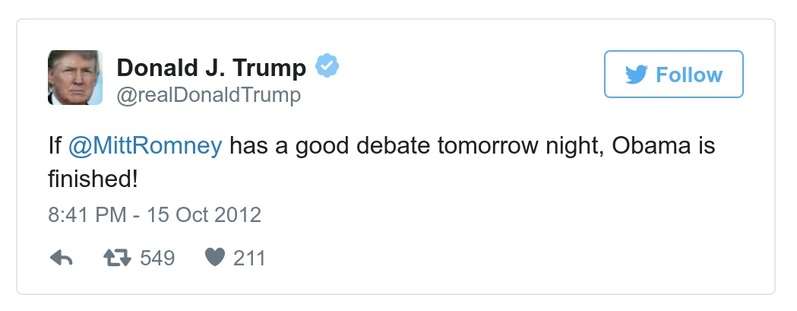 Donald J. Trump
@realDonaldTrump
Follow
If @MittRomney has a good debate tomorrow night, Obama is
finished!
8:41 PM - 15 Oct 2012
549 211